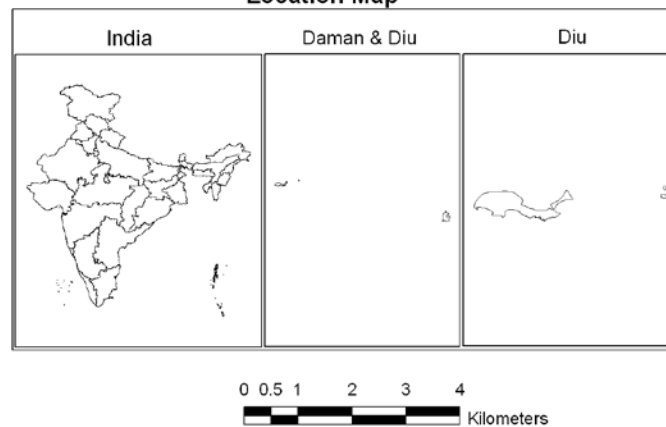 Location Map
India
Daman & Diu
Diu
0 0.5 1 2 3 4
Kilometers